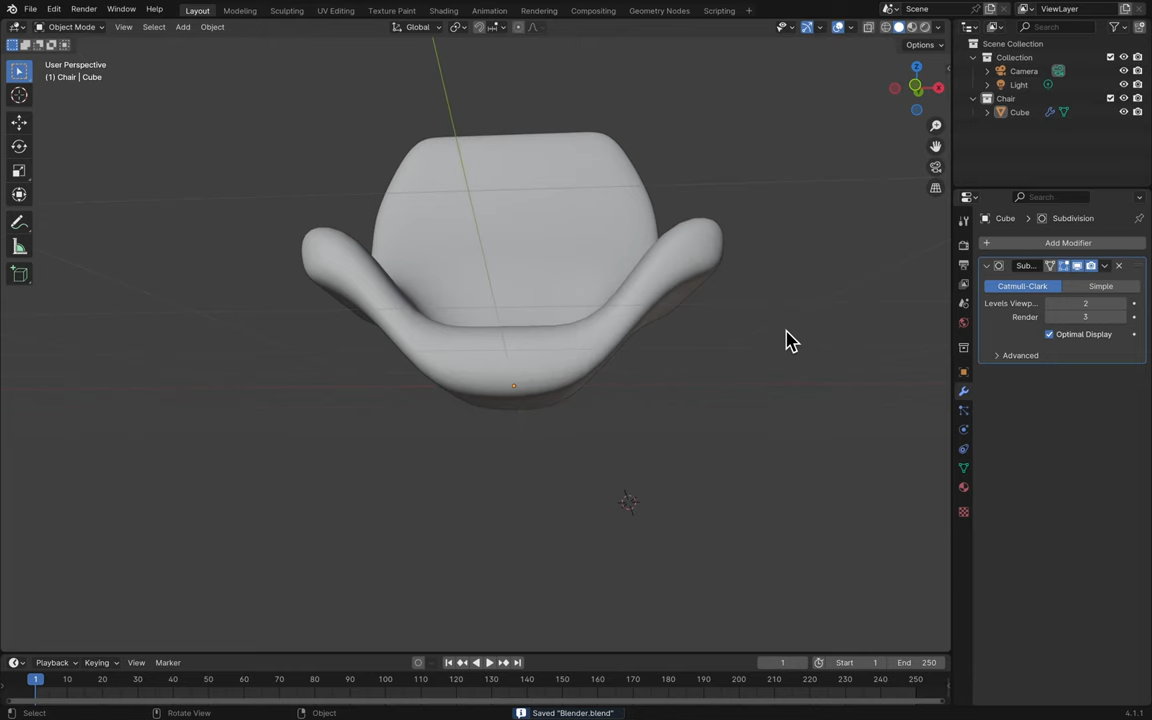 File Edit Render Window Help Layout Modeling Sculpting UV Editing Texture Paint Shading Animation Rendering Compositing Geometry Nodes Scripting + Scene ViewLayer
Object Mode View Select Add Object Global Search
Options
User Perspective
(1) Chair | Cube
Z
X
Scene Collection
Collection
Camera
Light
Chair
Cube
Search
Cube > Subdivision
+ Add Modifier
Sub...
Catmull-Clark Simple
Levels Viewp... 2
Render 3
Optimal Display
Advanced
Playback Keying View Marker 1 Start 1 End 250
1 10 20 30 40 50 60 70 80 90 100 110 120 130 140 150 160 170 180 190 200 210 220 230 240 250
Select Rotate View Object Saved "Blender.blend" 4.1.1